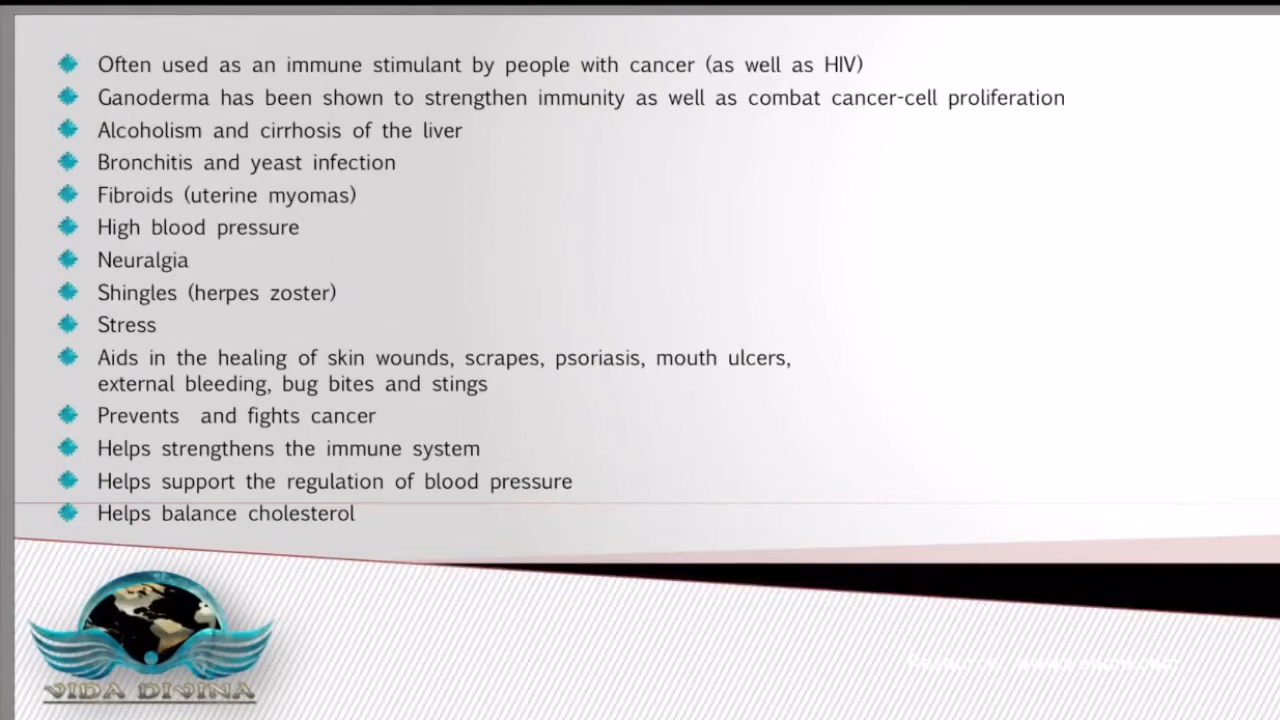 Often used as an immune stimulant by people with cancer (as well as HIV)
Ganoderma has been shown to strengthen immunity as well as combat cancer-cell proliferation
Alcoholism and cirrhosis of the liver
Bronchitis and yeast infection
Fibroids (uterine myomas)
High blood pressure
Neuralgia
Shingles (herpes zoster)
Stress
Aids in the healing of skin wounds, scrapes, psoriasis, mouth ulcers,
external bleeding, bug bites and stings
Prevents  and fights cancer
Helps strengthens the immune system
Helps support the regulation of blood pressure
Helps balance cholesterol
VIDA DIVINA